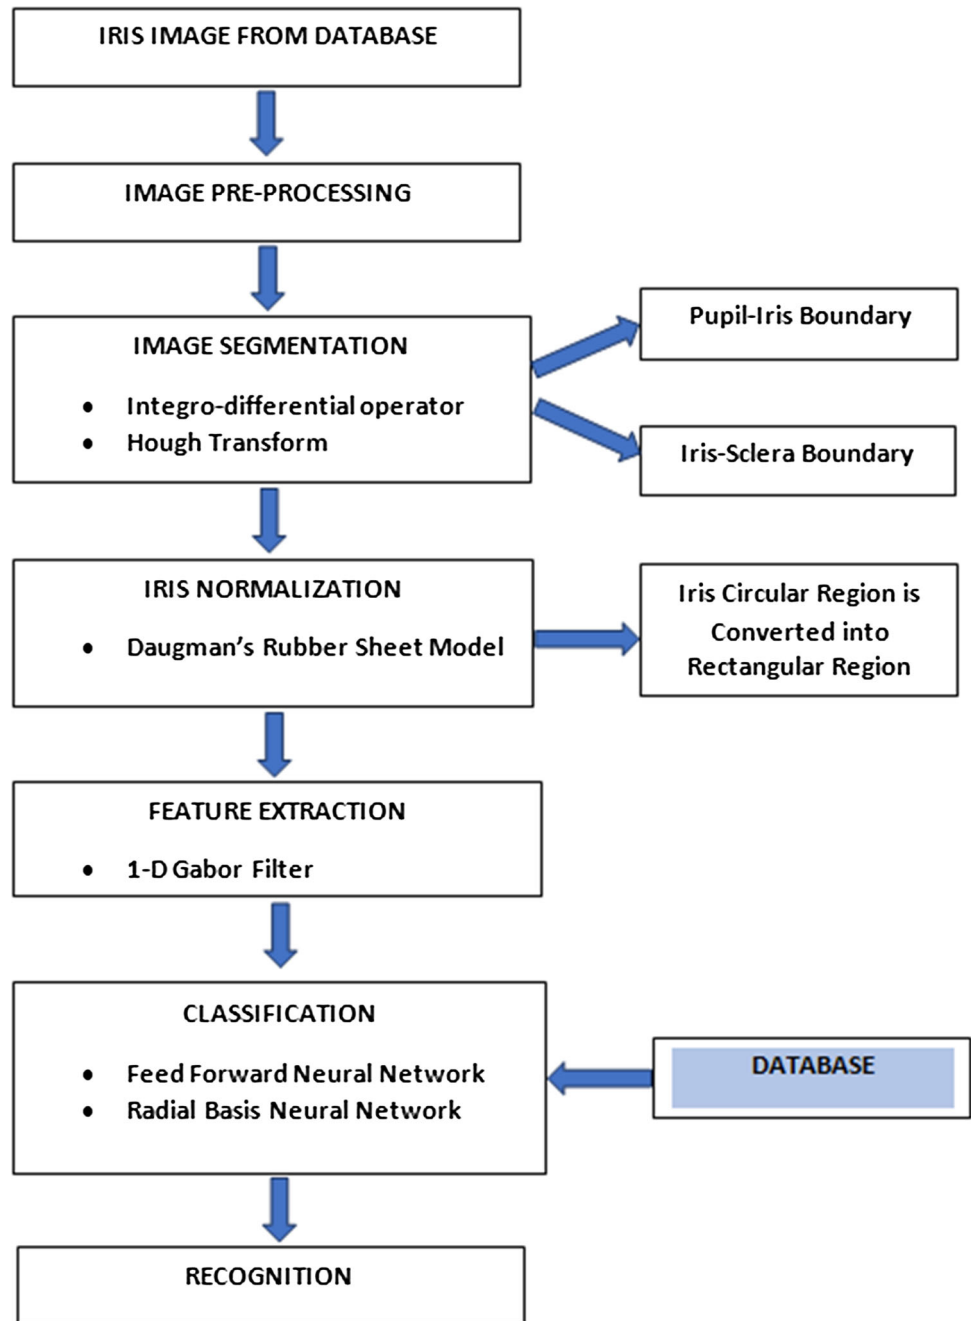 IRIS IMAGE FROM DATABASE
IMAGE PRE-PROCESSING
IMAGE SEGMENTATION
• Integro-differential operator
• Hough Transform
Pupil-Iris Boundary
Iris-Sclera Boundary
IRIS NORMALIZATION
• Daugman's Rubber Sheet Model
Iris Circular Region is
Converted into
Rectangular Region
FEATURE EXTRACTION
• 1-D Gabor Filter
CLASSIFICATION
• Feed Forward Neural Network
• Radial Basis Neural Network
DATABASE
RECOGNITION